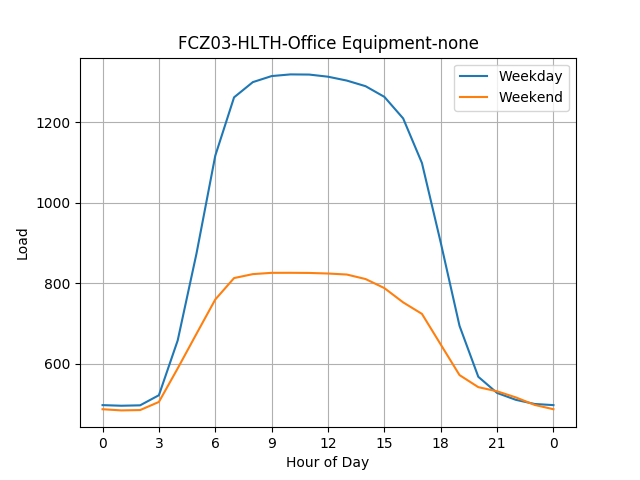 FCZ03-HLTH-Office Equipment-none
Weekday
Weekend
1200
1000
800
600
Load
0 3 6 9 12 15 18 21 0
Hour of Day